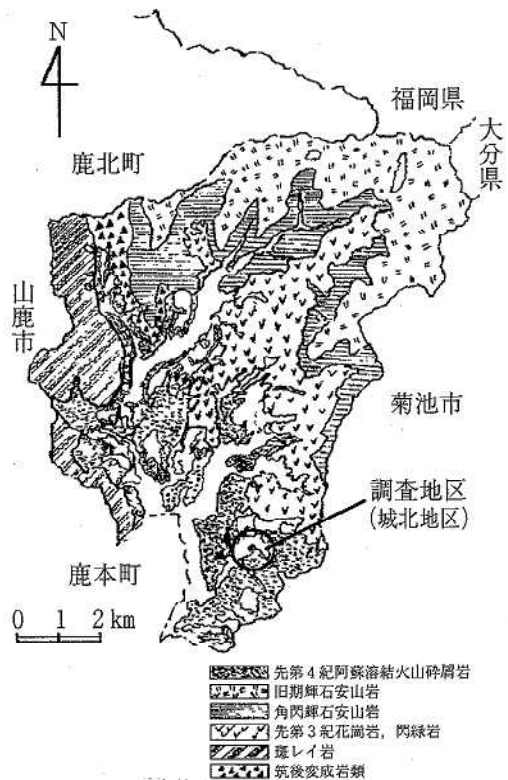 N
福岡県
大分県
鹿北町
山鹿市
菊池市
調査地区
(城北地区)
鹿本町
0 1 2km
先第4紀阿蘇溶結火山砕屑岩
旧期輝石安山岩
角閃輝石安山岩
先第3紀花崗岩，閃緑岩
斑レイ岩
筑後変成岩類